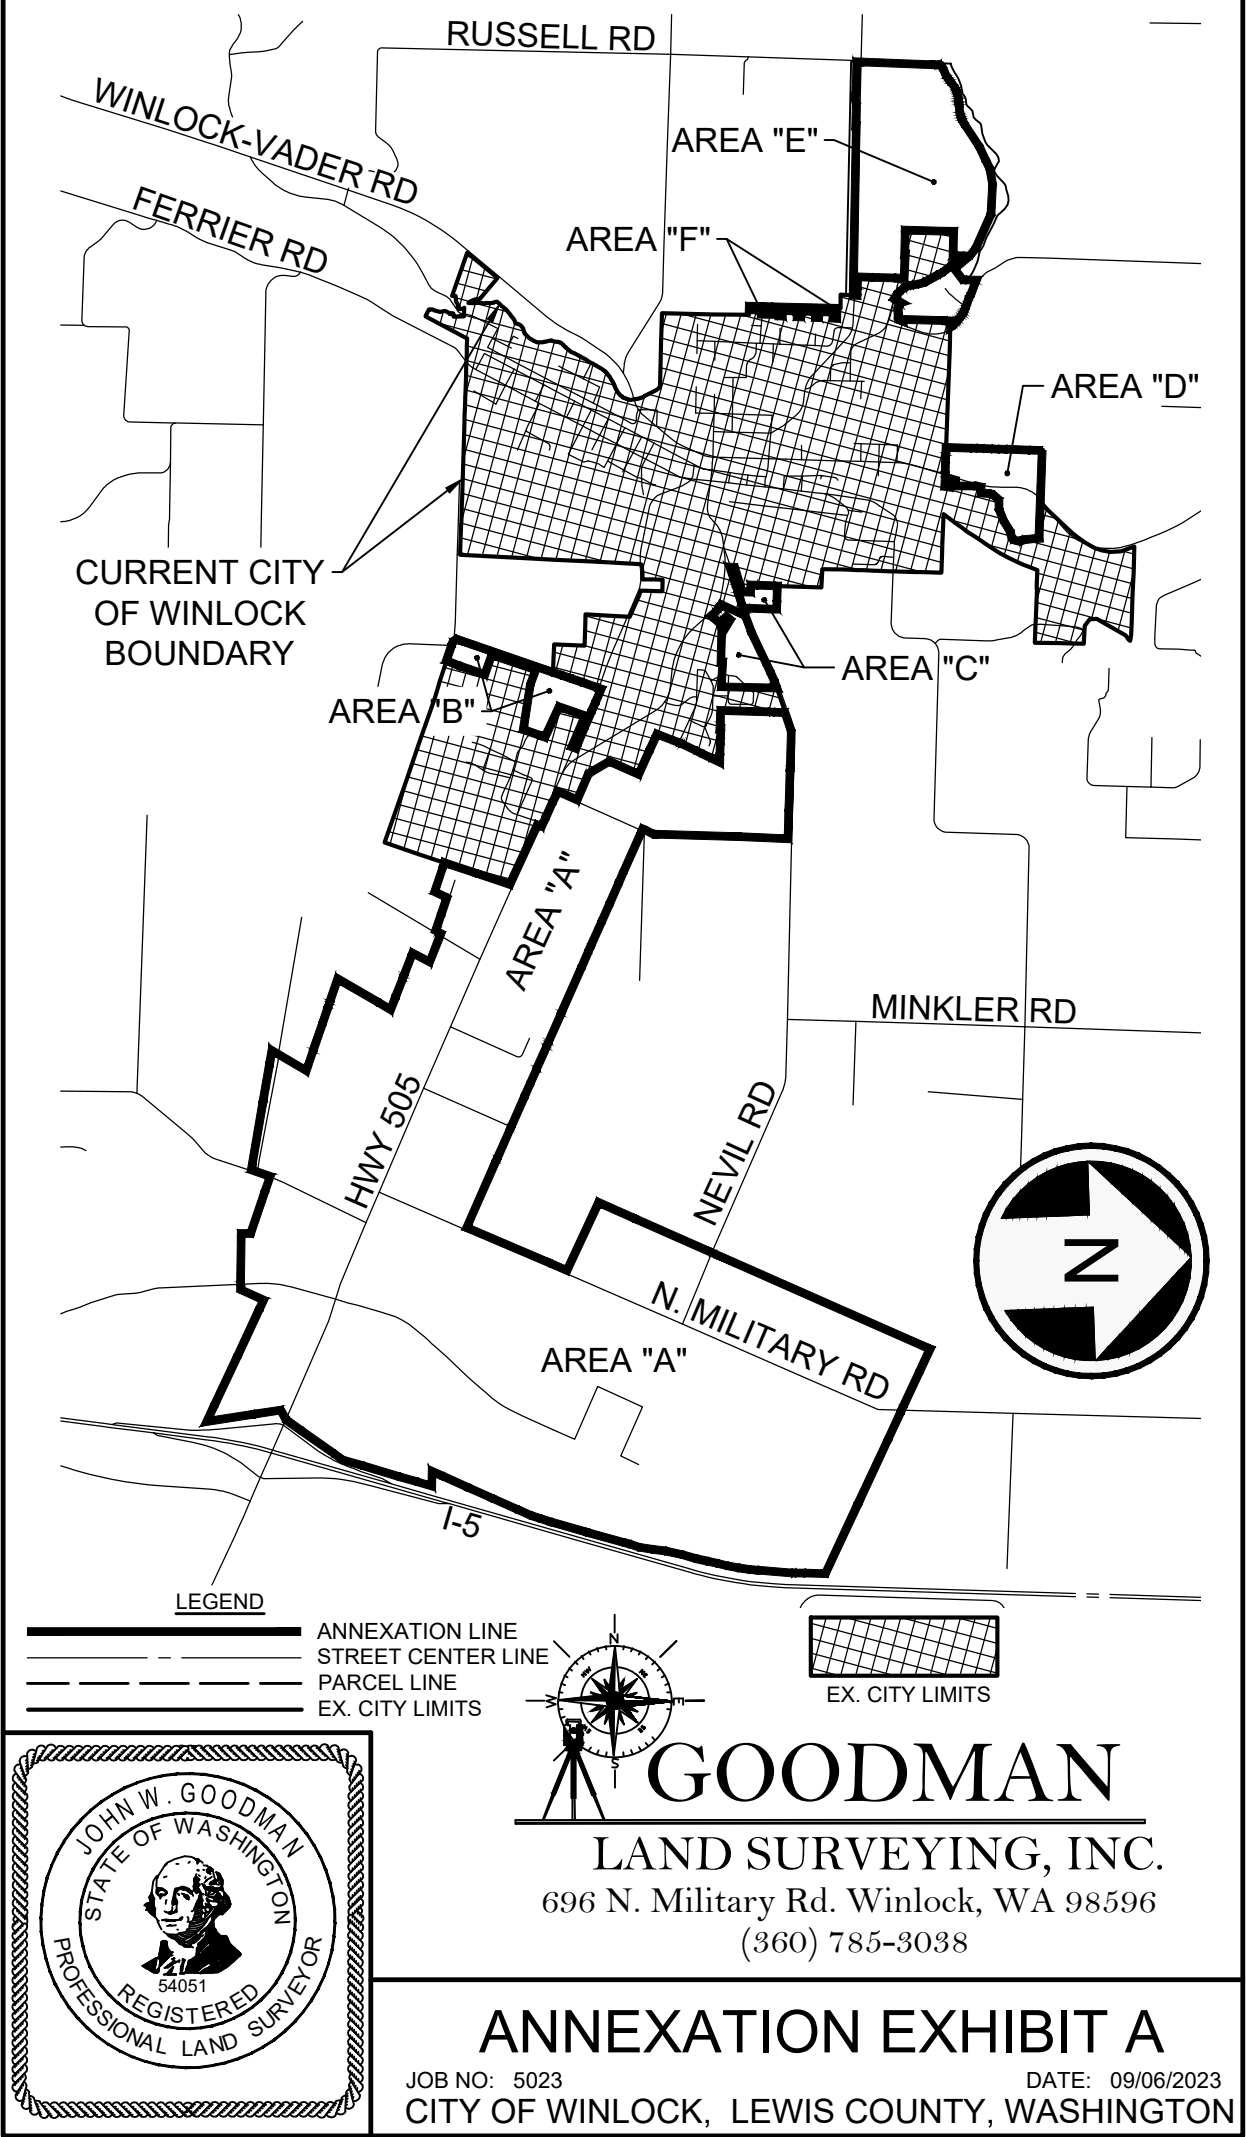 RUSSELL RD
WINLOCK-VADER RD
FERRIER RD
AREA "E"
AREA "F"
AREA "D"
CURRENT CITY
OF WINLOCK
BOUNDARY
AREA "C"
AREA "B"
AREA "A"
MINKLER RD
HWY 505
NEVIL RD
N
N. MILITARY RD
AREA "A"
I-5
LEGEND
ANNEXATION LINE
STREET CENTER LINE
PARCEL LINE
EX. CITY LIMITS
EX. CITY LIMITS
N
NW
NE
W
E
SW
SE
S
GOODMAN
LAND SURVEYING, INC.
696 N. Military Rd. Winlock, WA 98596
(360) 785-3038
JOHN W. GOODMAN
STATE OF WASHINGTON
54051
REGISTERED
PROFESSIONAL LAND SURVEYOR
ANNEXATION EXHIBIT A
JOB NO: 5023
DATE: 09/06/2023
CITY OF WINLOCK, LEWIS COUNTY, WASHINGTON